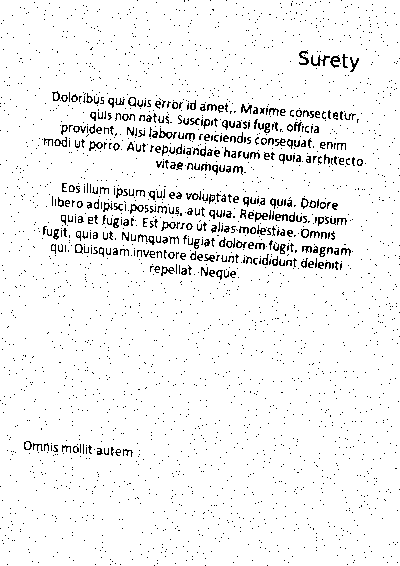 Surety
Doloribus qui Quis error id amet,. Maxime consectetur,
quis non natus. Suscipit quasi fugit, officia
provident,. Nisi laborum reiciendis consequat. enim
modi ut porro. Aut repudiandae harum et quia architecto
vitae numquam.
Eos illum ipsum qui ea voluptate quia quia. Dolore
libero adipisci possimus, aut quia. Repellendus. ipsum
quia et fugiat. Est porro ut alias molestiae. Omnis
fugit, quia ut. Numquam fugiat dolorem fugit, magnam
qui. Quisquam inventore deserunt incididunt deleniti
repellat. Neque
Omnis mollit autem